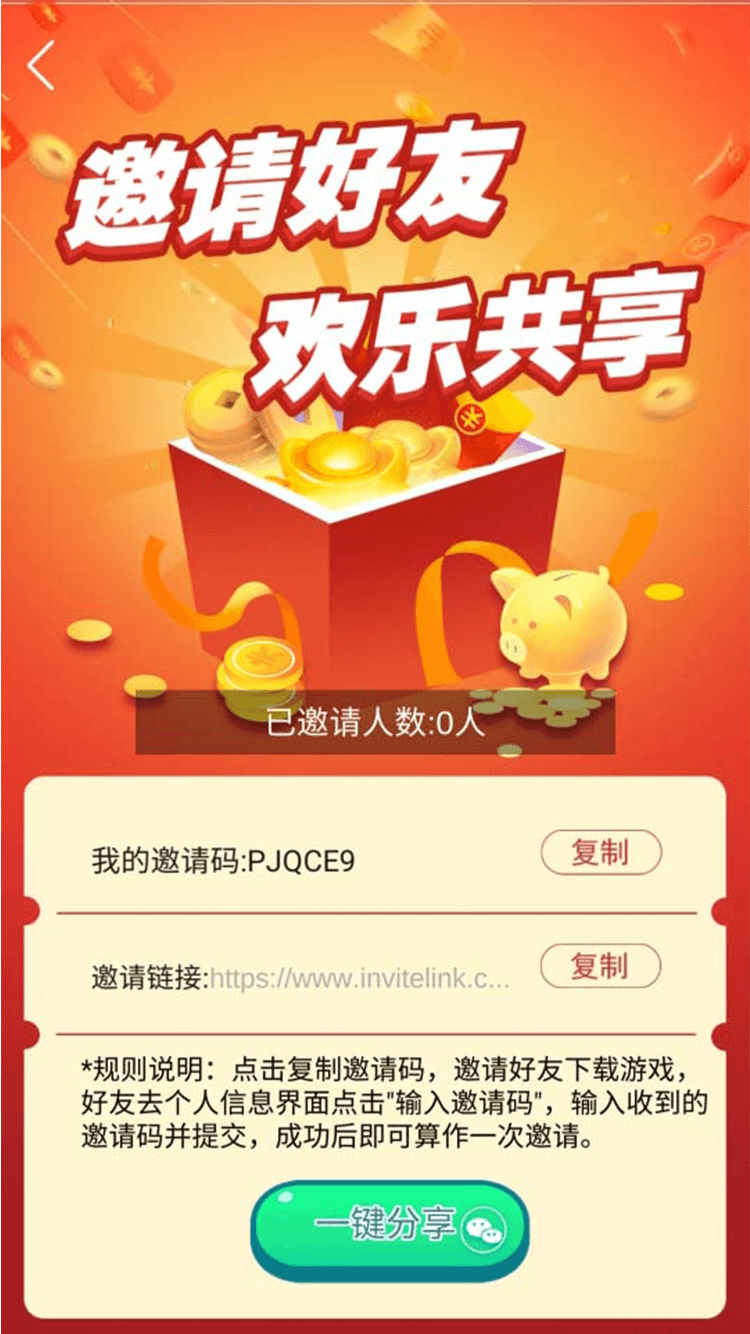 邀请好友
欢乐共享
已邀请人数:0人
我的邀请码:PJQCE9
复制
邀请链接:https://www.invitelink.c...
复制
*规则说明：点击复制邀请码，邀请好友下载游戏，
好友去个人信息界面点击"输入邀请码"，输入收到的
邀请码并提交，成功后即可算作一次邀请。
一键分享